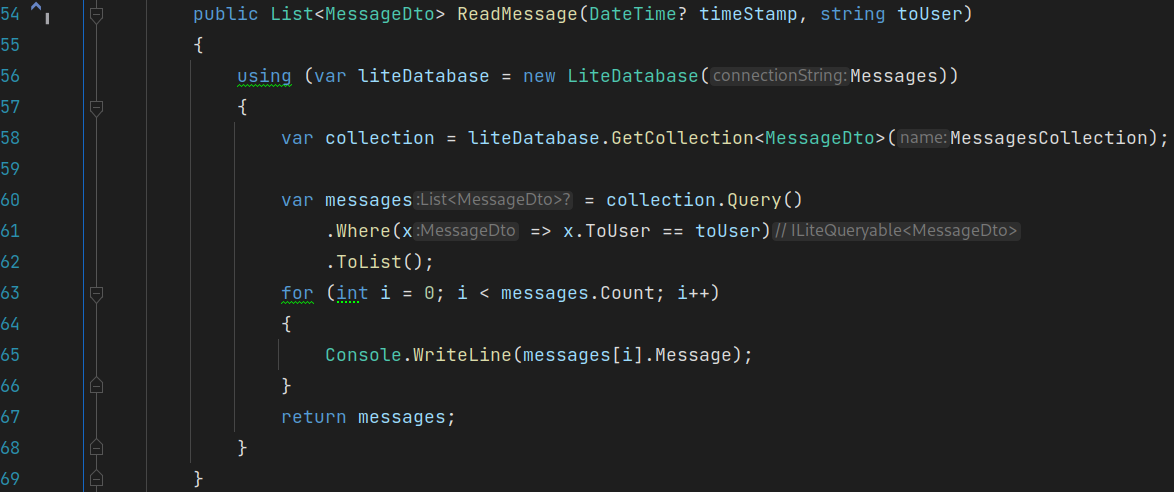 54 public List<MessageDto> ReadMessage(DateTime? timeStamp, string toUser)
55 {
56 using (var liteDatabase = new LiteDatabase(connectionString:Messages))
57 {
58 var collection = liteDatabase.GetCollection<MessageDto>(name:MessagesCollection);
59
60 var messages:List<MessageDto>? = collection.Query()
61 .Where(x:MessageDto => x.ToUser == toUser)// ILiteQueryable<MessageDto>
62 .ToList();
63 for (int i = 0; i < messages.Count; i++)
64 {
65 Console.WriteLine(messages[i].Message);
66 }
67 return messages;
68 }
69 }